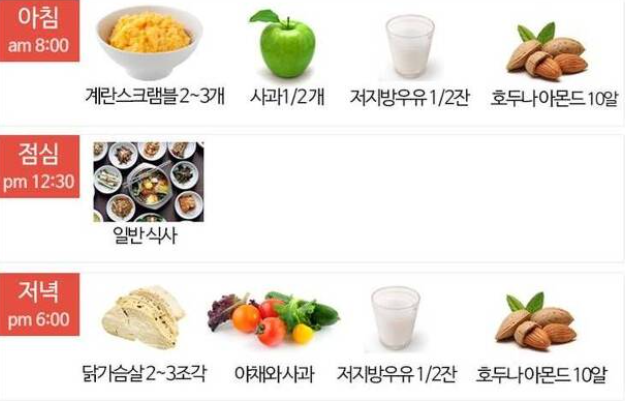 아침
am 8:00
계란스크램블 2~3개
사과 1/2 개
저지방우유 1/2잔
호두나 아몬드 10알
점심
pm 12:30
일반 식사
저녁
pm 6:00
닭가슴살 2~3조각
야채와 사과
저지방우유 1/2잔
호두나 아몬드 10알